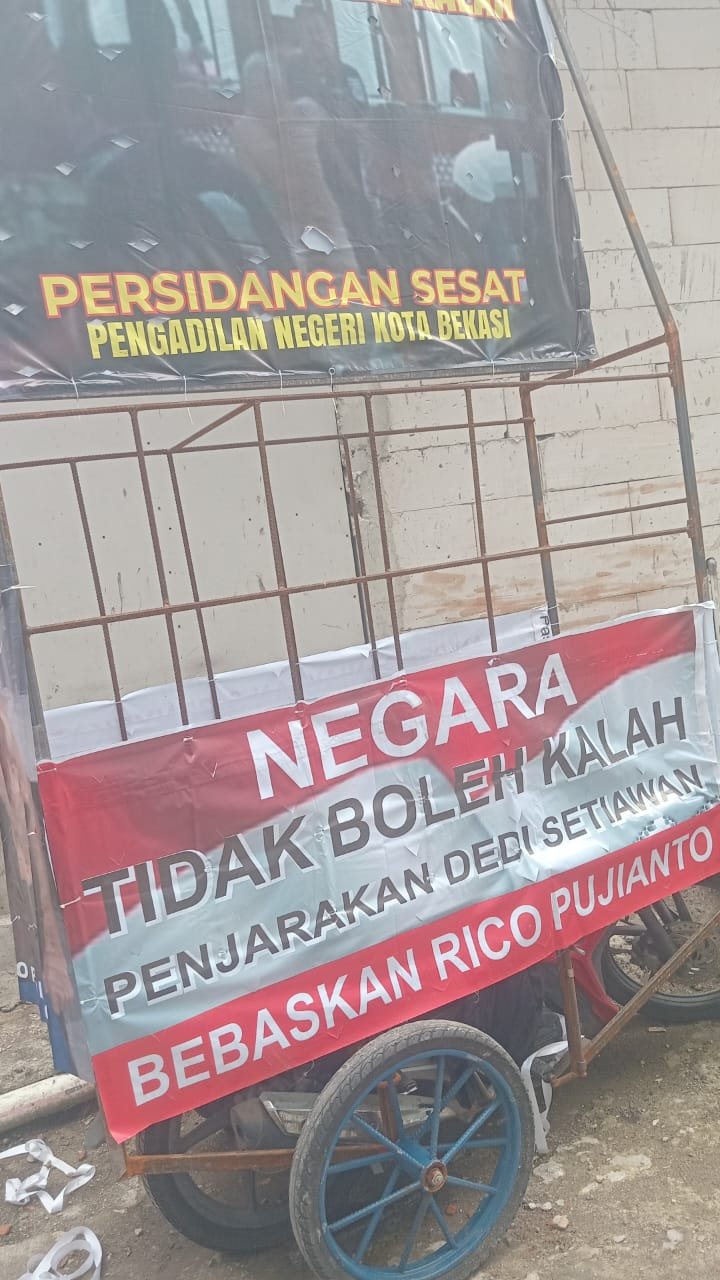 PERSIDANGAN SESAT
PENGADILAN NEGERI KOTA BEKASI
NEGARA
TIDAK BOLEH KALAH
PENJARAKAN DEDI SETIAWAN
BEBASKAN RICO PUJIANTO